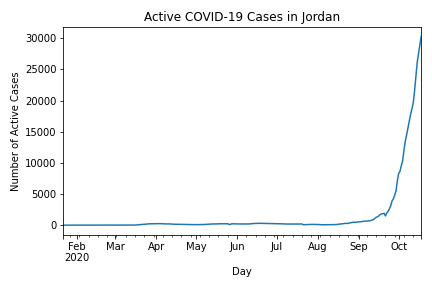 Active COVID-19 Cases in Jordan
Number of Active Cases
30000
25000
20000
15000
10000
5000
0
Feb Mar Apr May Jun Jul Aug Sep Oct
2020
Day